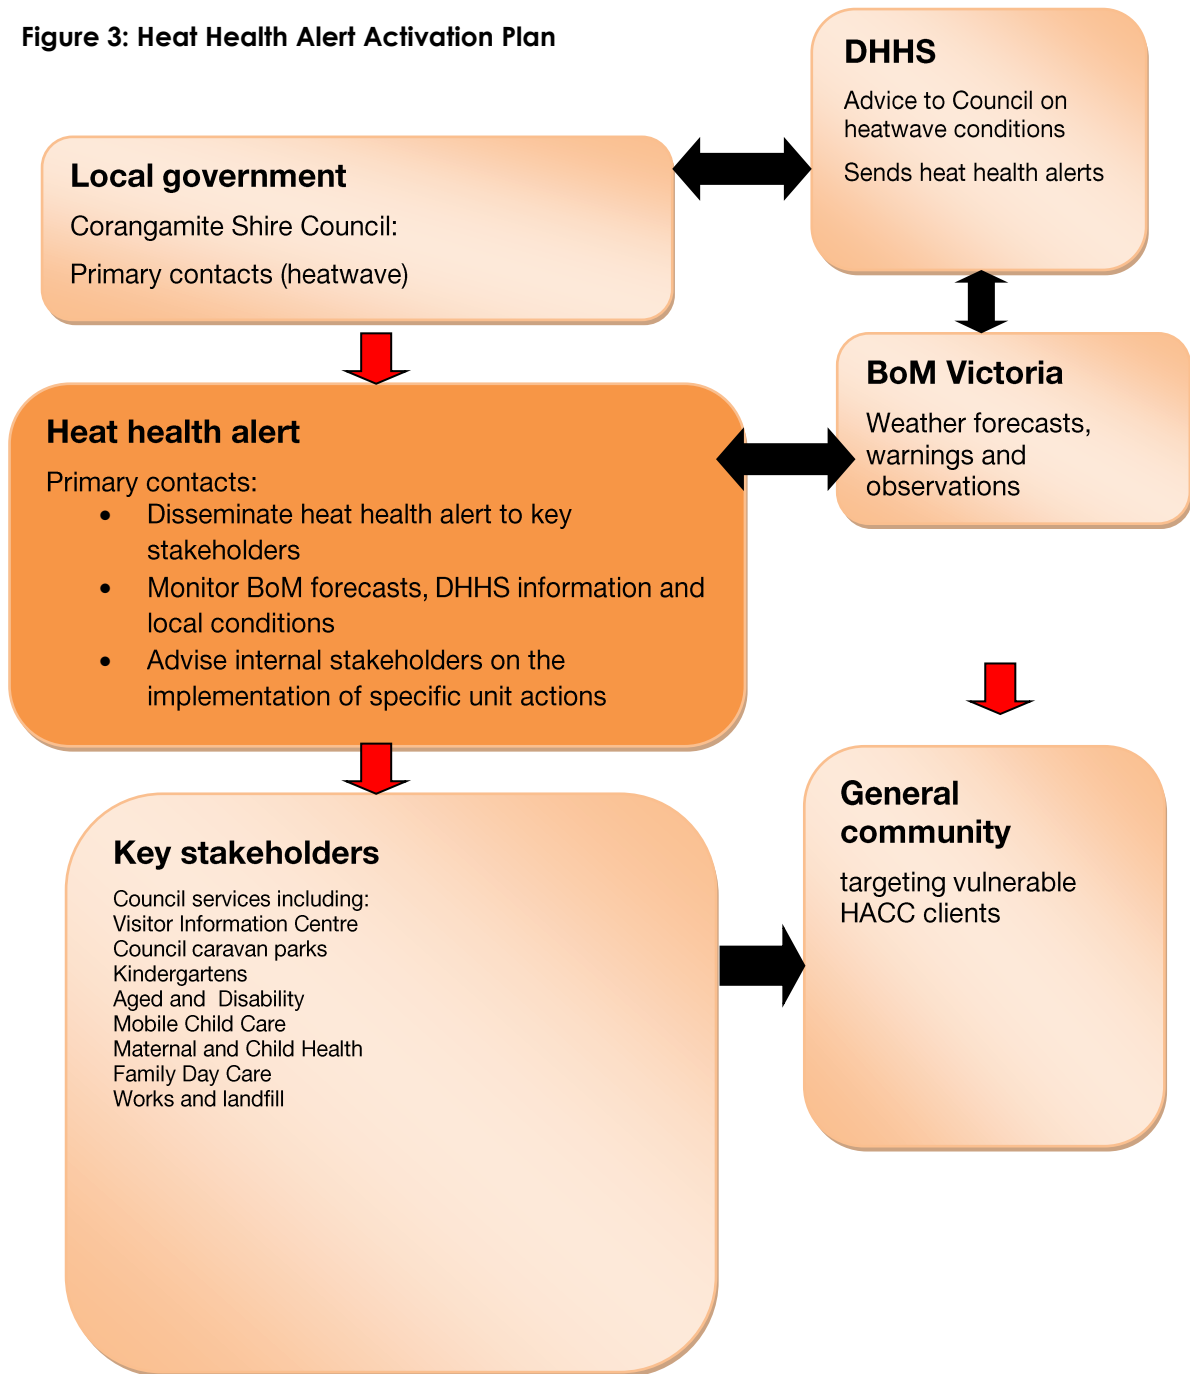 Figure 3: Heat Health Alert Activation Plan
DHHS
Advice to Council on
heatwave conditions
Sends heat health alerts
Local government
Corangamite Shire Council:
Primary contacts (heatwave)
BoM Victoria
Weather forecasts,
warnings and
observations
Heat health alert
Primary contacts:
• Disseminate heat health alert to key
stakeholders
• Monitor BoM forecasts, DHHS information and
local conditions
• Advise internal stakeholders on the
implementation of specific unit actions
Key stakeholders
Council services including:
Visitor Information Centre
Council caravan parks
Kindergartens
Aged and  Disability
Mobile Child Care
Maternal and Child Health
Family Day Care
Works and landfill
General
community
targeting vulnerable
HACC clients